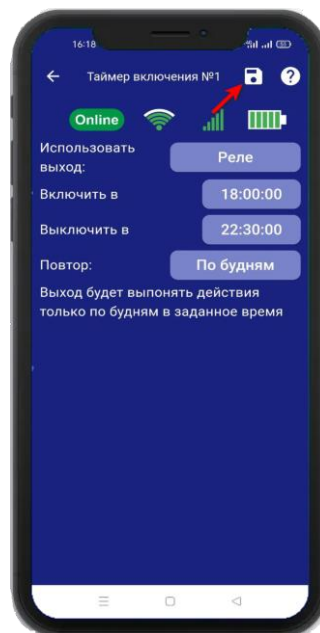 16:18
Таймер включения №1
?
Online
Использовать выход:
Реле
Включить в
18:00:00
Выключить в
22:30:00
Повтор:
По будням
Выход будет выпонять действия
только по будням в заданное время